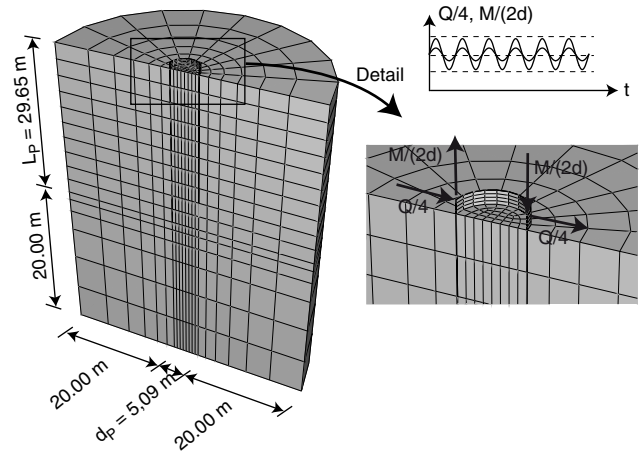 Q/4, M/(2d)
t
Detail
L_P = 29.65 m
20.00 m
M/(2d)
M/(2d)
Q/4
Q/4
20.00 m
d_P = 5,09 m
20.00 m